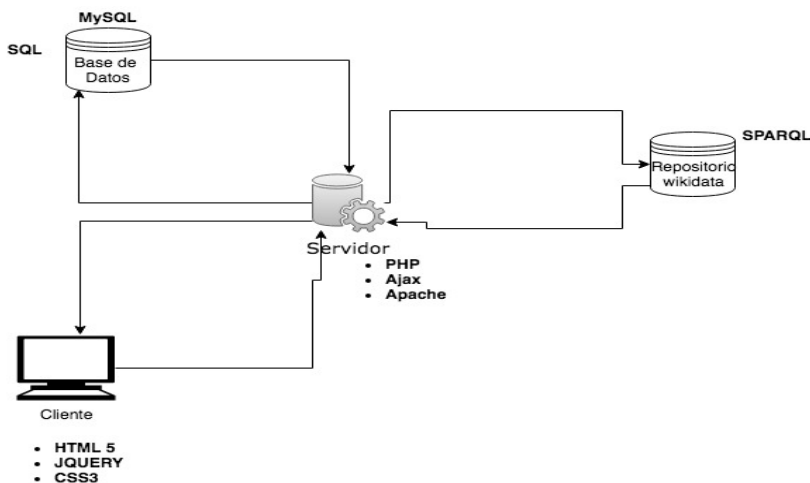 MySQL
SQL
Base de
Datos
SPARQL
Repositorio
wikidata
Servidor
• PHP
• Ajax
• Apache
Cliente
• HTML 5
• JQUERY
• CSS3